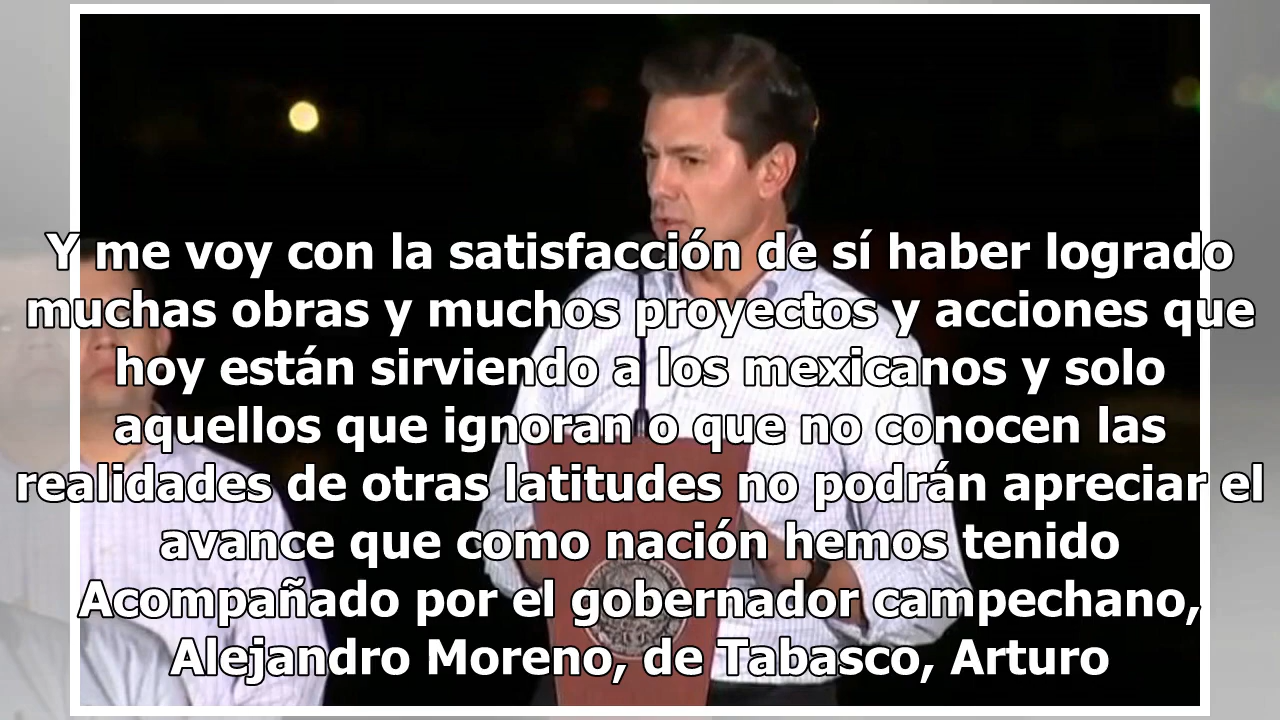 Y me voy con la satisfacción de sí haber logrado
muchas obras y muchos proyectos y acciones que
hoy están sirviendo a los mexicanos y solo
aquellos que ignoran o que no conocen las
realidades de otras latitudes no podrán apreciar el
avance que como nación hemos tenido
Acompañado por el gobernador campechano,
Alejandro Moreno, de Tabasco, Arturo